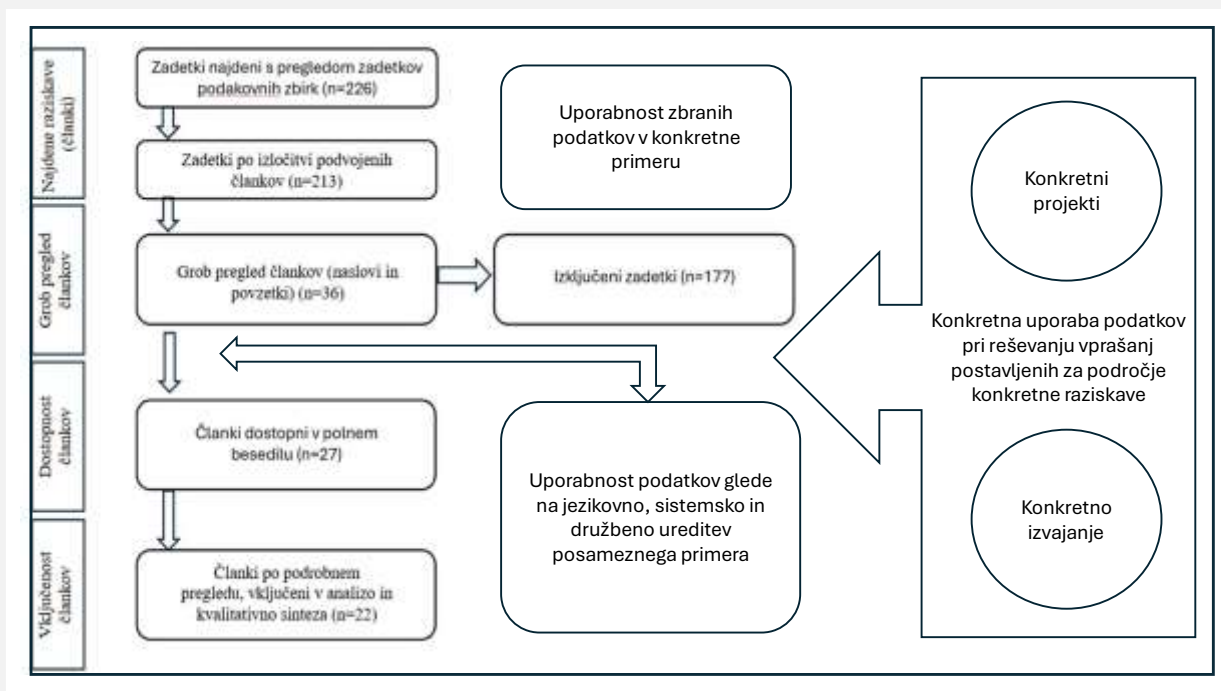 Najdene raziskave
(članki)
Zadetki najdeni s pregledom zadetkov
podakovnih zbirk (n=226)
Zadetki po izločitvi podvojenih
člankov (n=213)
Uporabnost zbranih
podatkov v konkretne
primeru
Grob pregled
člankov
Grob pregled člankov (naslovi in
povzetki) (n=36)
Izključeni zadetki (n=177)
Dostopnost
člankov
Članki dostopni v polnem
besedilu (n=27)
Uporabnost podatkov glede
na jezikovno, sistemsko in
družbeno ureditev
posameznega primera
Vključenost
člankov
Članki po podrobnem
pregledu, vključeni v analizo in
kvalitativno sinteza (n=22)
Konkretni
projekti
Konkretna uporaba podatkov
pri reševanju vprašanj
postavljenih za področje
konkretne raziskave
Konkretno
izvajanje